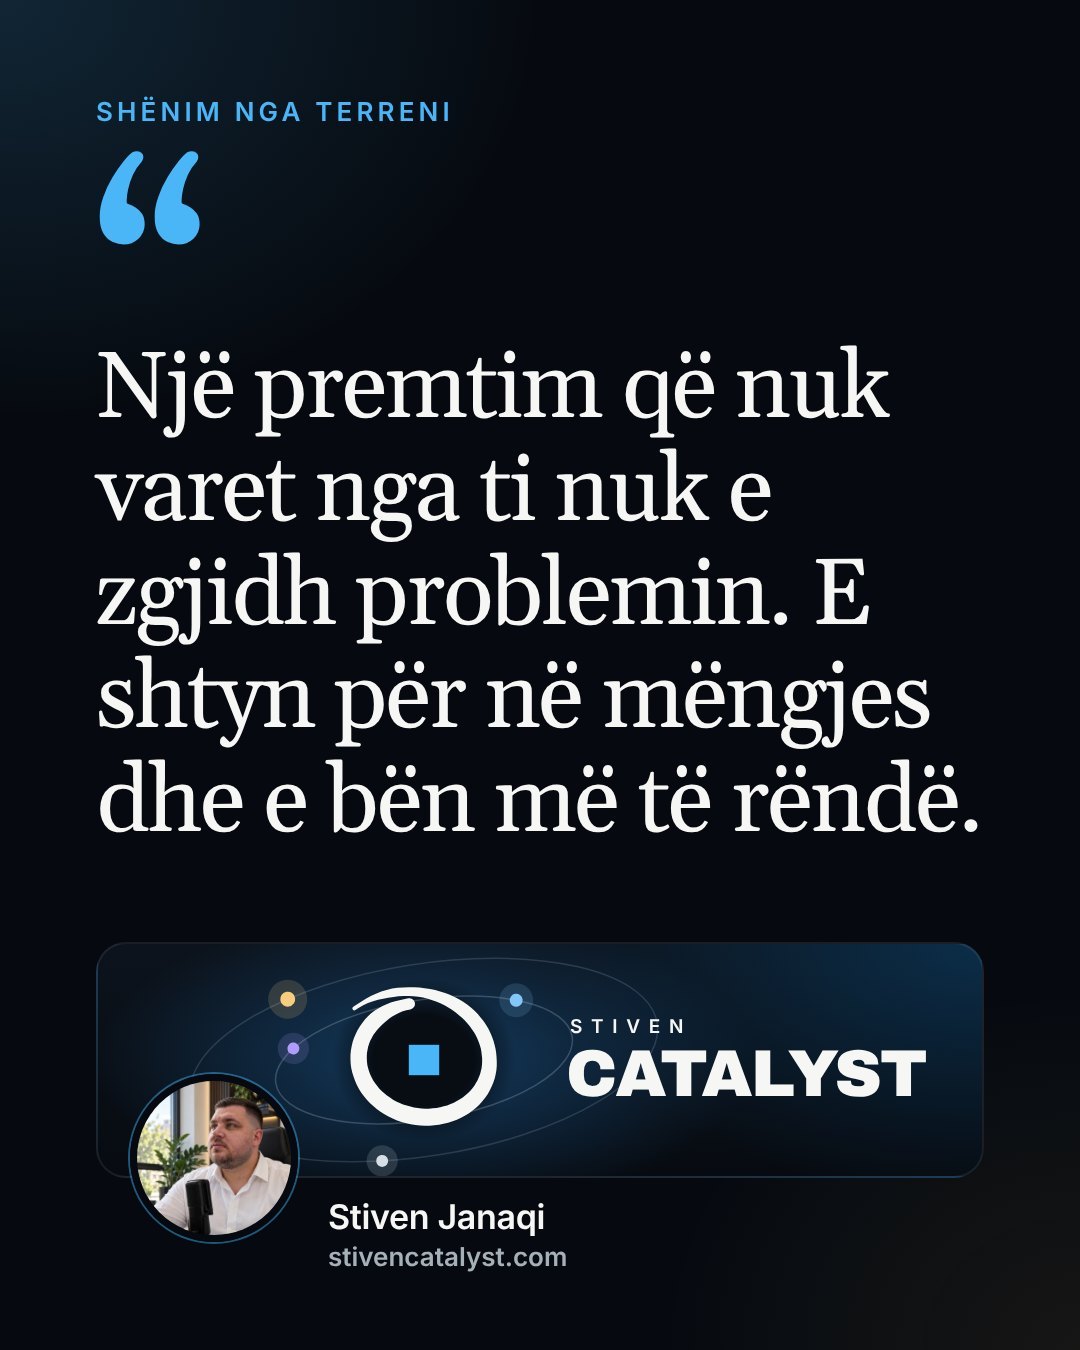 SHËNIM NGA TERRENI
“
Një premtim që nuk
varet nga ti nuk e
zgjidh problemin. E
shtyn për në mëngjes
dhe e bën më të rëndë.
STIVEN
CATALYST
Stiven Janaqi
stivencatalyst.com